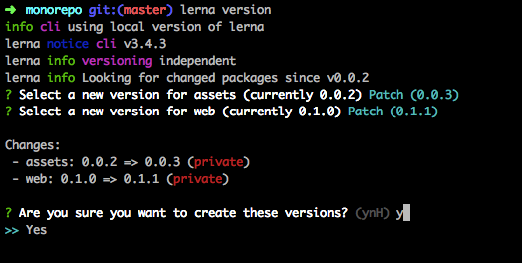 ➜ monorepo git:(master) lerna version
info cli using local version of lerna
lerna notice cli v3.4.3
lerna info versioning independent
lerna info Looking for changed packages since v0.0.2
? Select a new version for assets (currently 0.0.2) Patch (0.0.3)
? Select a new version for web (currently 0.1.0) Patch (0.1.1)
Changes:
- assets: 0.0.2 => 0.0.3 (private)
- web: 0.1.0 => 0.1.1 (private)
? Are you sure you want to create these versions? (ynH) y
>> Yes